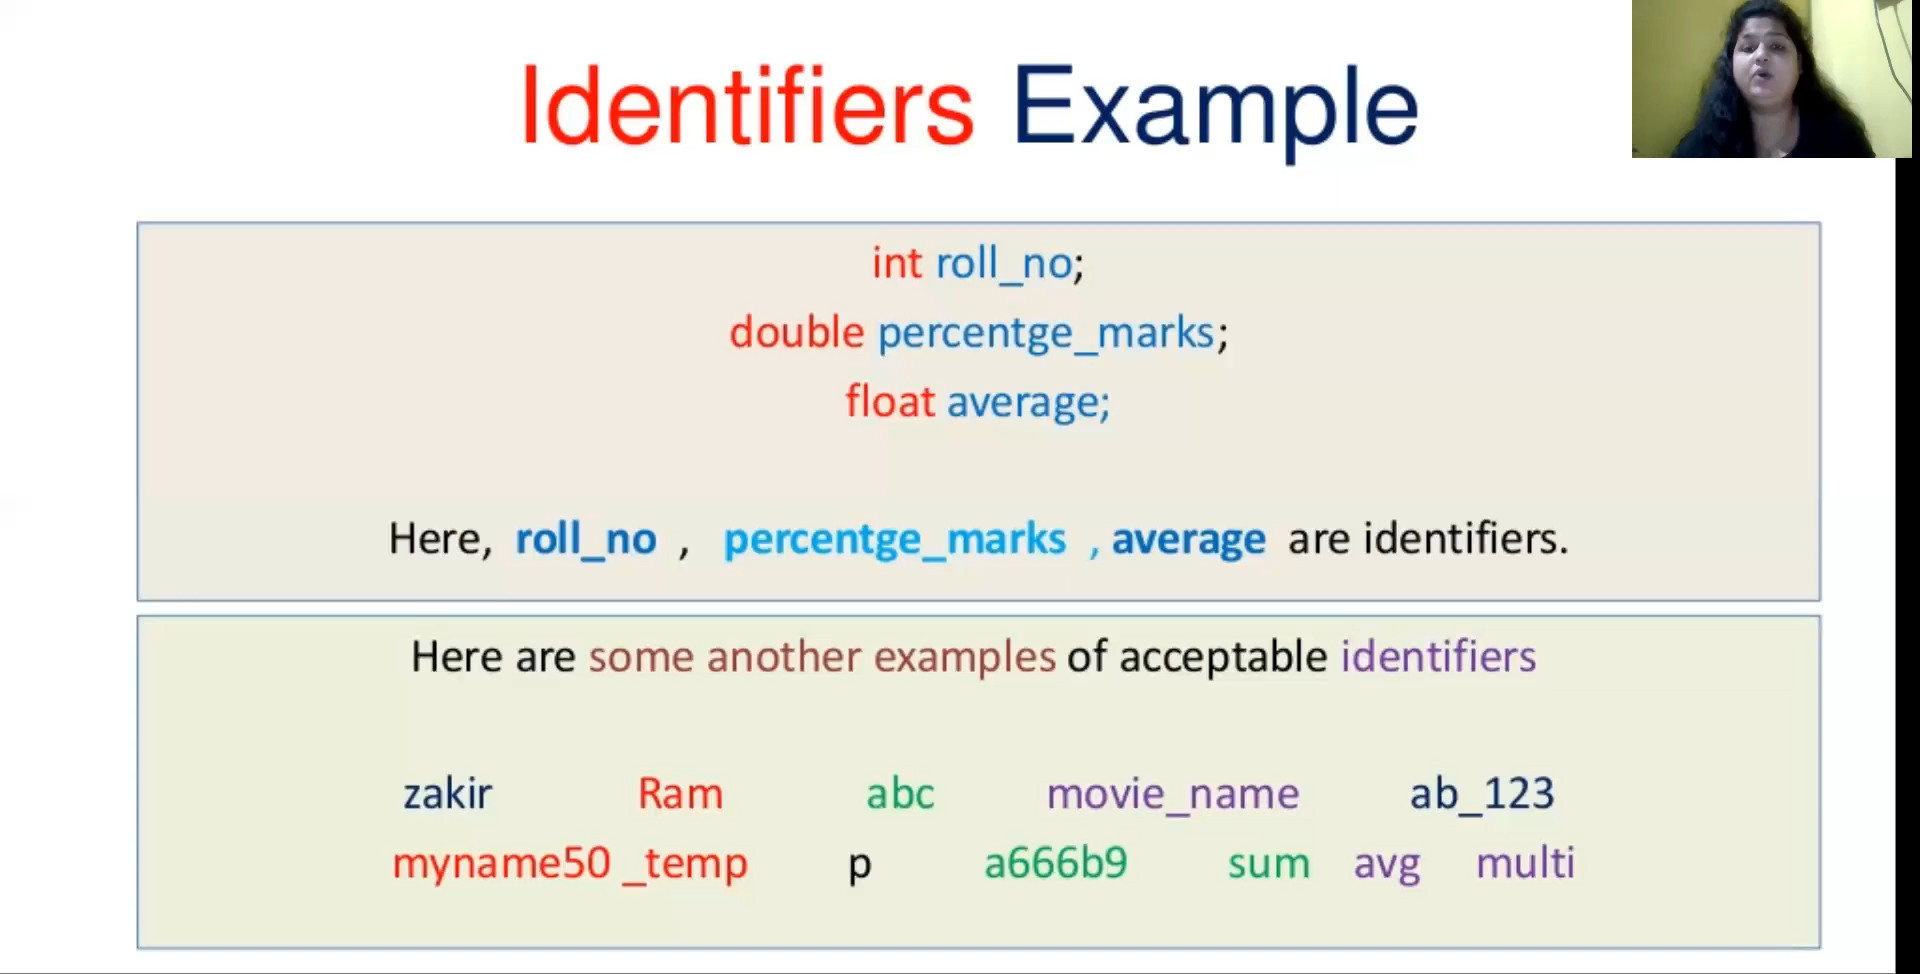 Identifiers Example
int roll_no;
double percentge_marks;
float average;
Here, roll_no , percentge_marks , average are identifiers.
Here are some another examples of acceptable identifiers
zakir Ram abc movie_name ab_123
myname50 _temp p a666b9 sum avg multi